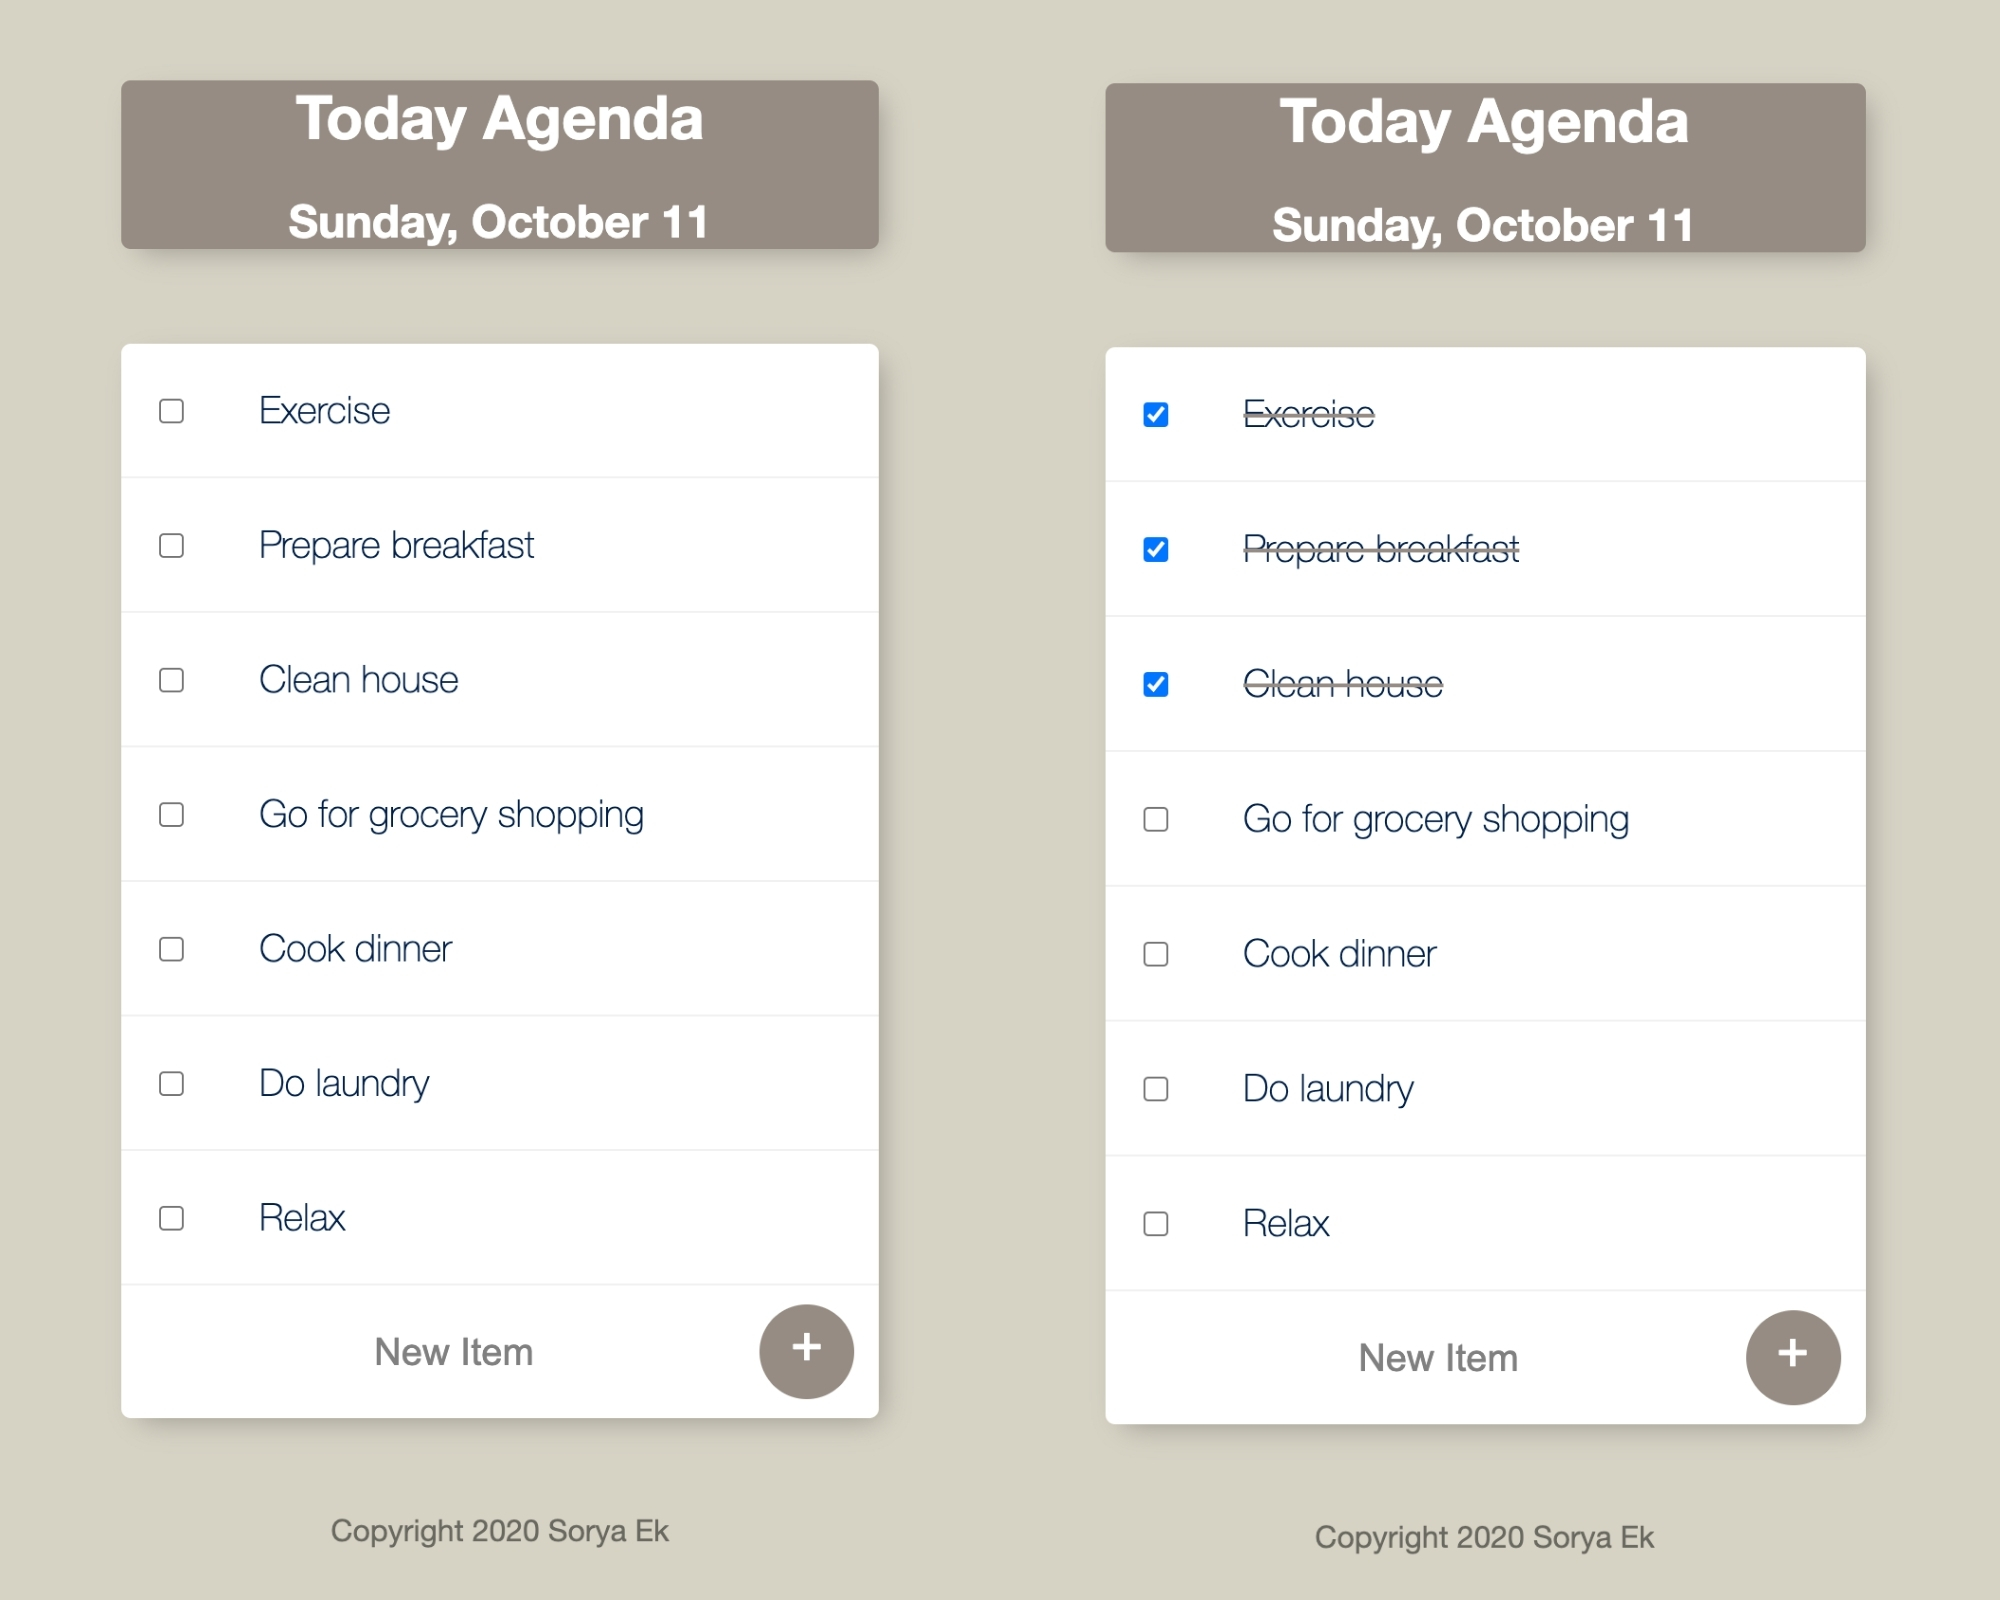 Today Agenda
Sunday, October 11
Exercise
Prepare breakfast
Clean house
Go for grocery shopping
Cook dinner
Do laundry
Relax
New Item
+
Copyright 2020 Sorya Ek
Today Agenda
Sunday, October 11
Exercise
Prepare breakfast
Clean house
Go for grocery shopping
Cook dinner
Do laundry
Relax
New Item
+
Copyright 2020 Sorya Ek